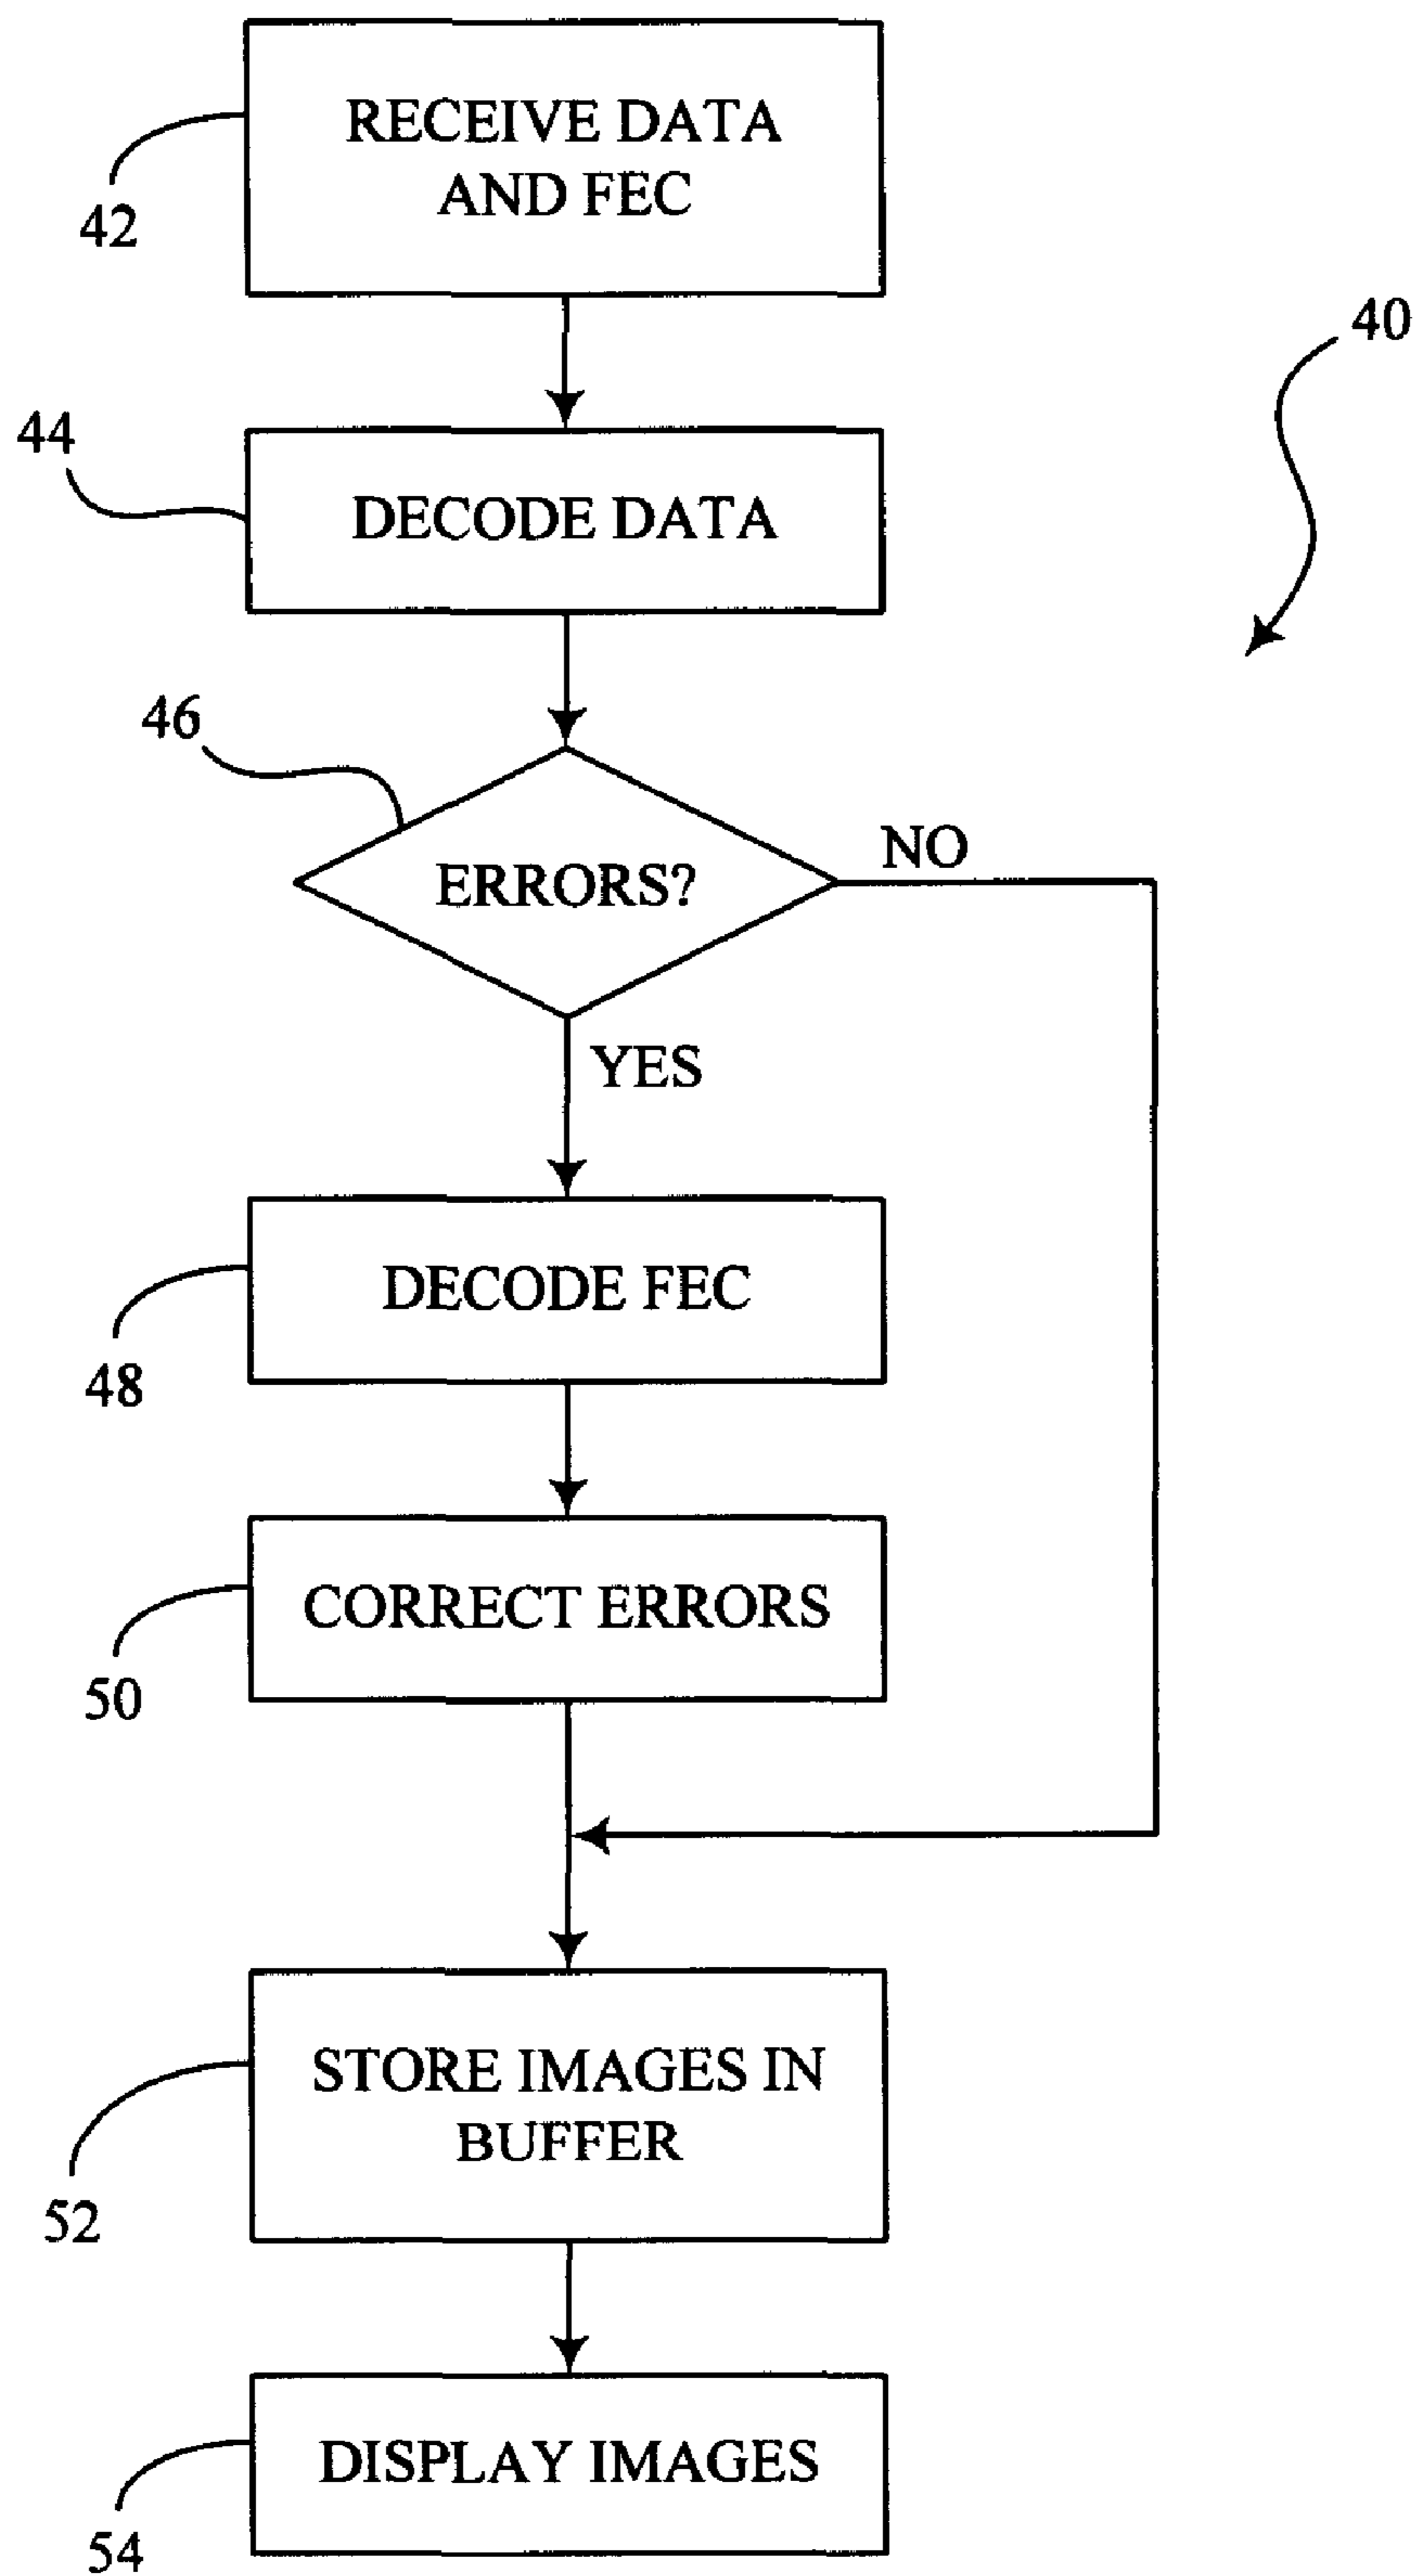 RECEIVE DATA
AND FEC
42
40
44
DECODE DATA
46
NO
ERRORS?
YES
DECODE FEC
48
CORRECT ERRORS
50
STORE IMAGES IN
BUFFER
52
DISPLAY IMAGES
54